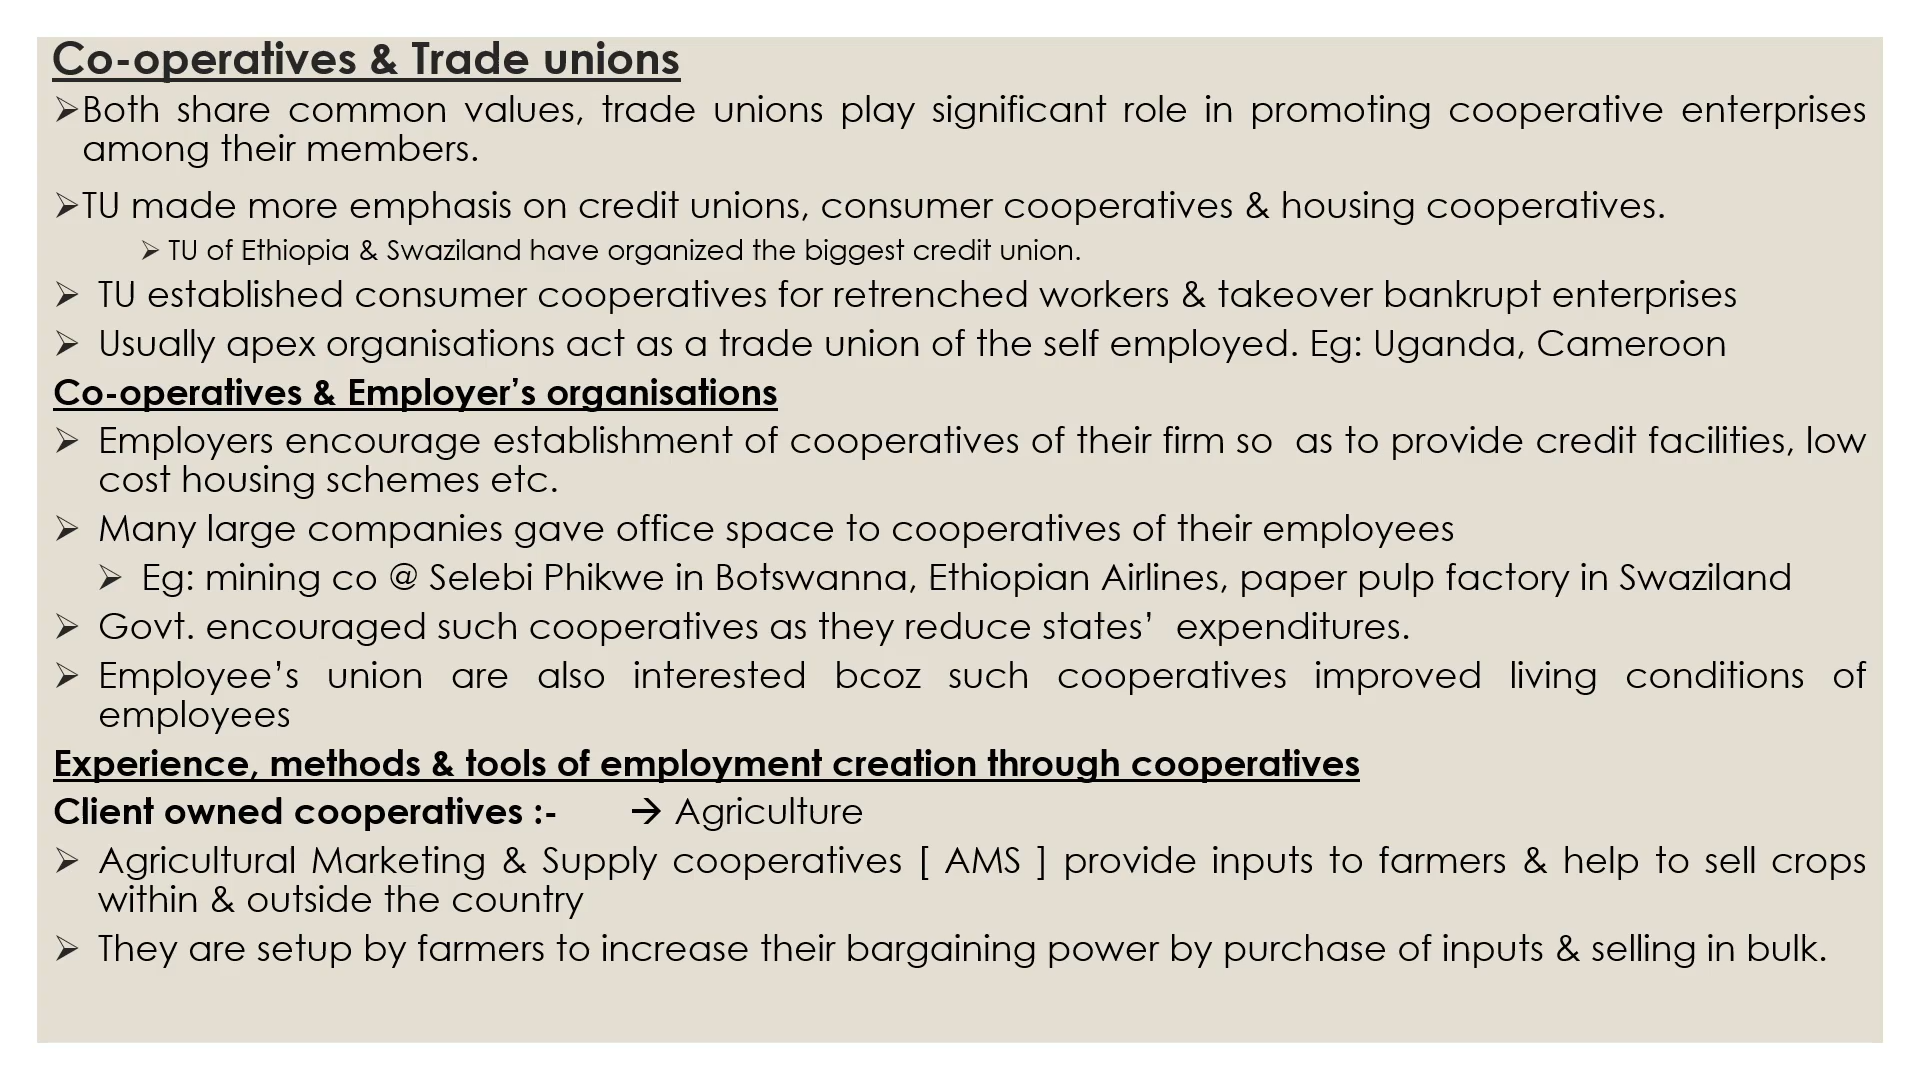 Co-operatives & Trade unions
➢Both share common values, trade unions play significant role in promoting cooperative enterprises
among their members.
➢TU made more emphasis on credit unions, consumer cooperatives & housing cooperatives.
➢ TU of Ethiopia & Swaziland have organized the biggest credit union.
➢ TU established consumer cooperatives for retrenched workers & takeover bankrupt enterprises
➢ Usually apex organisations act as a trade union of the self employed. Eg: Uganda, Cameroon
Co-operatives & Employer’s organisations
➢ Employers encourage establishment of cooperatives of their firm so  as to provide credit facilities, low
cost housing schemes etc.
➢ Many large companies gave office space to cooperatives of their employees
➢ Eg: mining co @ Selebi Phikwe in Botswanna, Ethiopian Airlines, paper pulp factory in Swaziland
➢ Govt. encouraged such cooperatives as they reduce states’  expenditures.
➢ Employee’s union are also interested bcoz such cooperatives improved living conditions of
employees
Experience, methods & tools of employment creation through cooperatives
Client owned cooperatives :- → Agriculture
➢ Agricultural Marketing & Supply cooperatives [ AMS ] provide inputs to farmers & help to sell crops
within & outside the country
➢ They are setup by farmers to increase their bargaining power by purchase of inputs & selling in bulk.